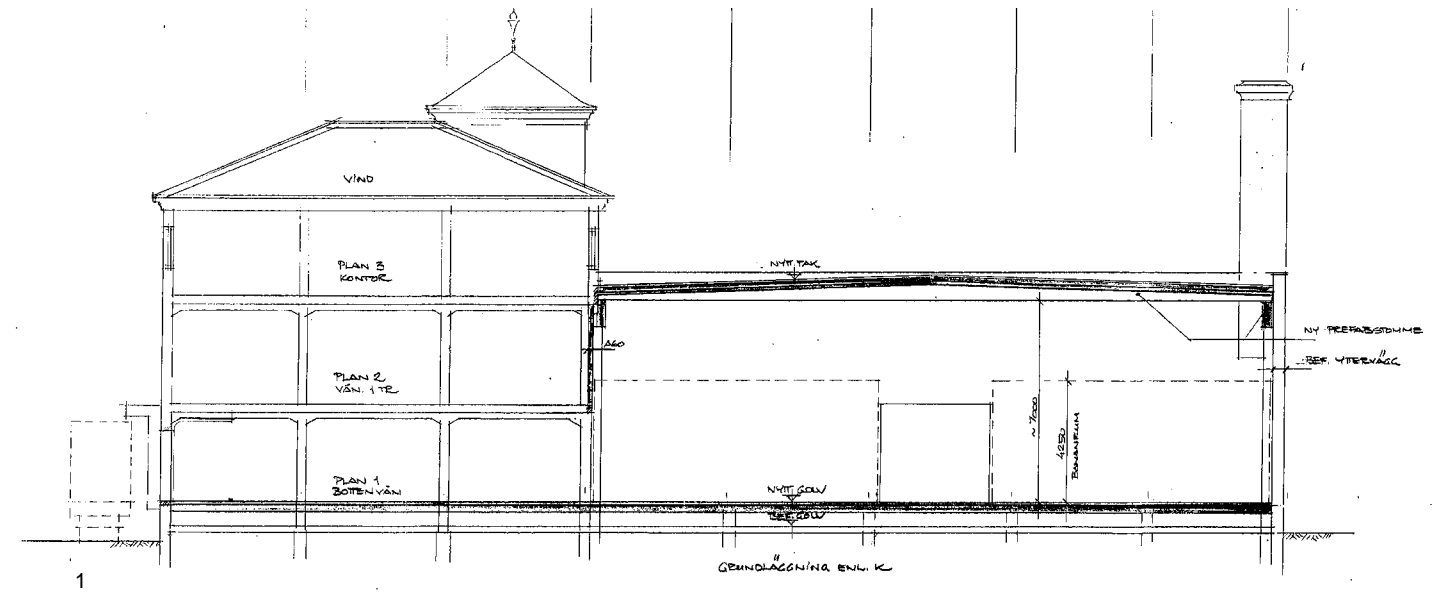 VIND
PLAN 3
KONTOR
NYTT TAK
NY PREFABSTOMME
A60
BEF. YTTERVÄGG
PLAN 2
VÅN. 1 TR
~ 7000
4250
BANANRUM
PLAN 1
BOTTENVÅN
NYTT GOLV
BEF. GOLV
GRUNDLÄGGNING ENL. K
1